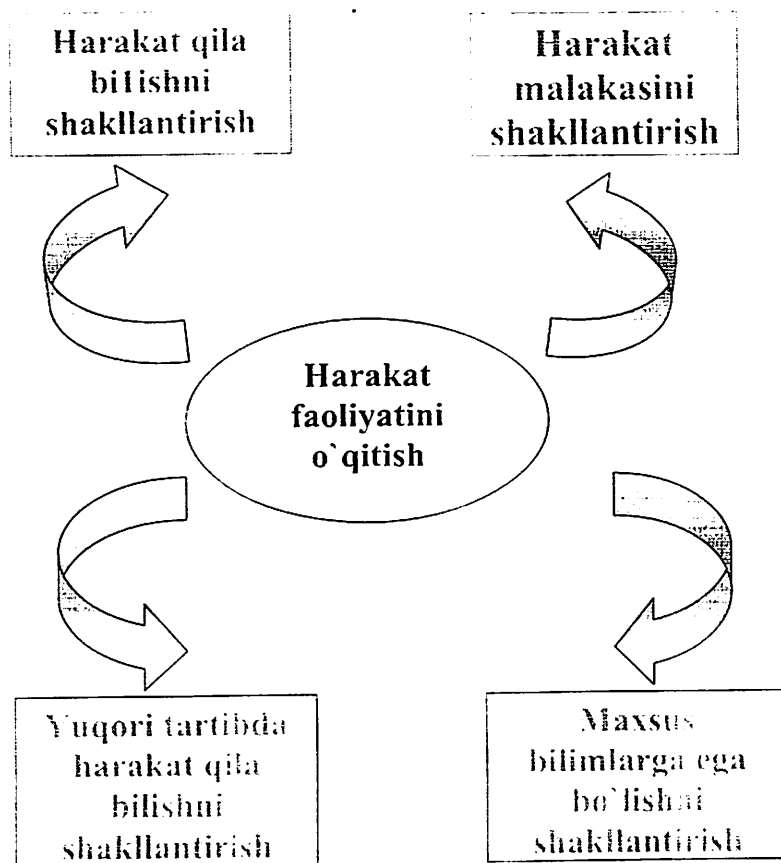 Harakat qila
bilishni
shakllantirish
Harakat
malakasini
shakllantirish
Harakat
faoliyatini
o`qitish
Yuqori tartibda
harakat qila
bilishni
shakllantirish
Maxsus
bilimlarga ega
bo`lishni
shakllantirish